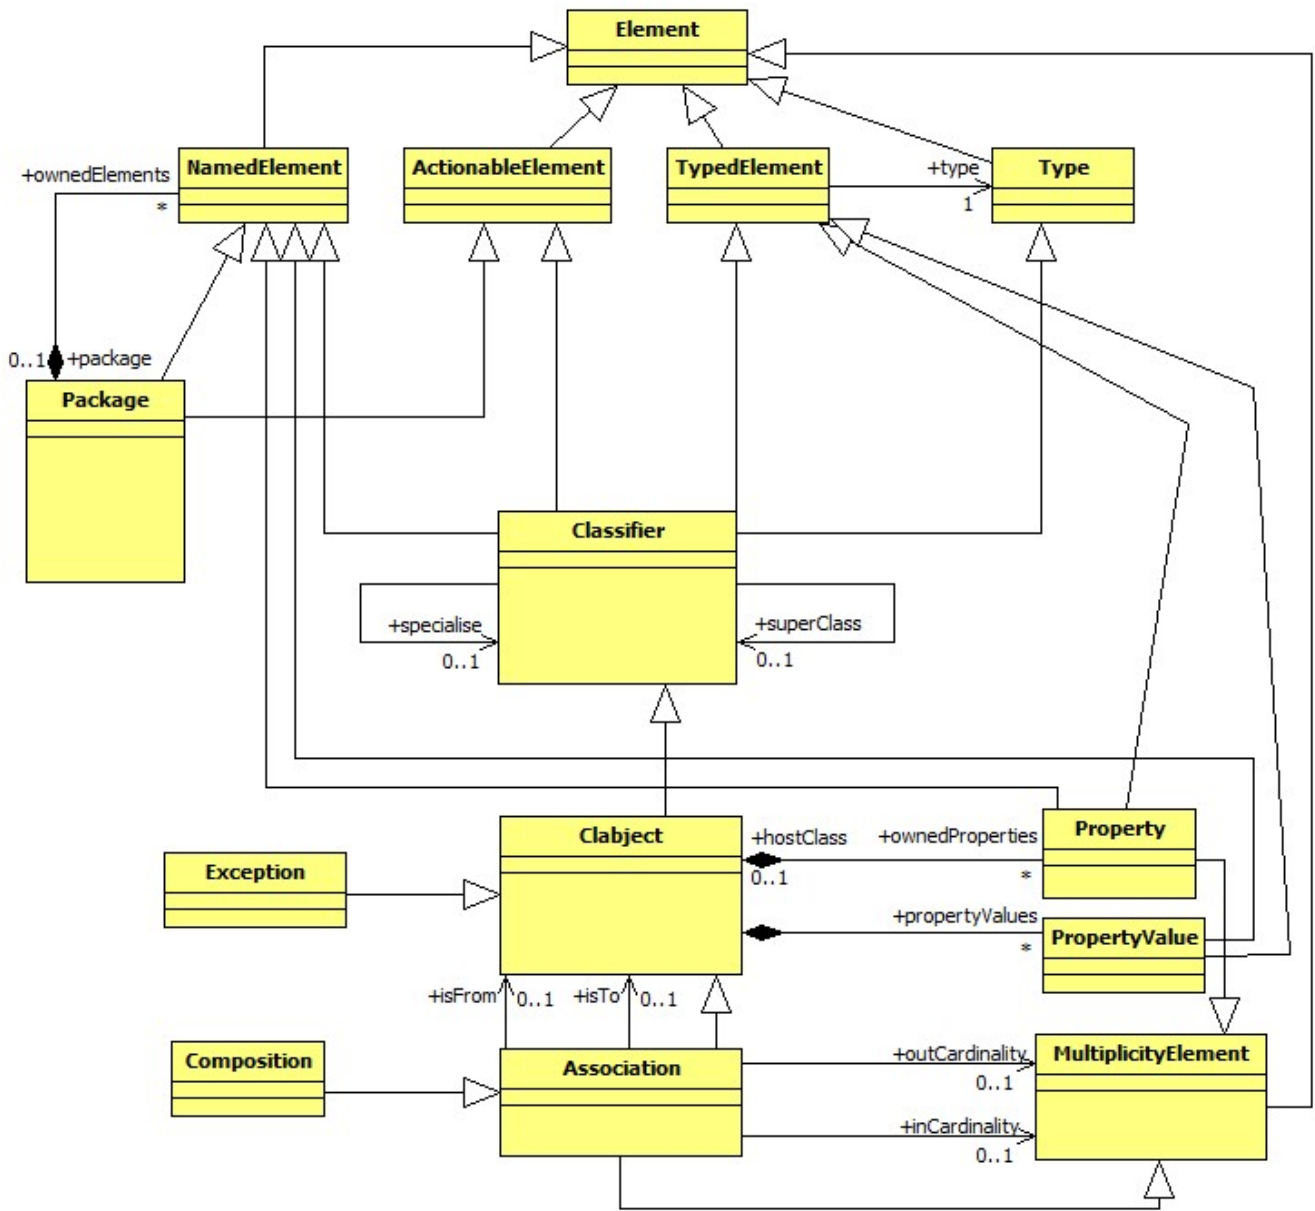 Element
NamedElement
ActionableElement
TypedElement
Type
+ownedElements
*
+type
1
0..1
+package
Package
Classifier
+specialise
0..1
+superClass
0..1
Clabject
+hostClass
0..1
+ownedProperties
*
Property
Exception
+propertyValues
*
PropertyValue
+isFrom
0..1
+isTo
0..1
Composition
Association
+outCardinality
0..1
MultiplicityElement
+inCardinality
0..1